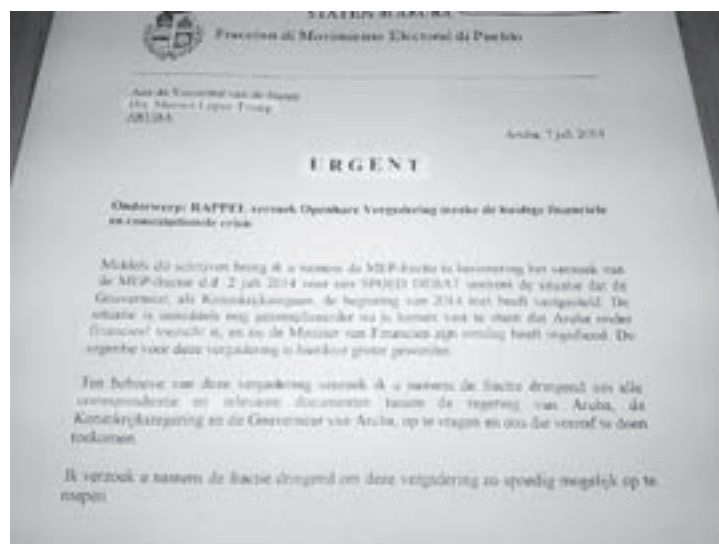 STATEN
Fraccion di Movimiento Electoral di Pueblo
Aan de Voorzitter van de Staten
ARUBA
Aruba, 7 juli 2014
URGENT
Onderwerp: RAPPEL verzoek Openbare Vergadering inzake de huidige financiele
en constitutionele crisis
Middels dit schrijven breng ik u namens de MEP-fractie in herinnering het verzoek van
de MEP-fractie d.d. 2 juli 2014 voor een SPOED DEBAT omtrent de situatie dat de
Gouverneur, als Koninkrijksorgaan, de begroting van 2014 niet heeft vastgesteld. De
situatie is inmiddels nog gecompliceerder nu is komen vast te staan dat Aruba onder
financieel toezicht is, en nu de Minister van Financien zijn ontslag heeft ingediend. De
urgentie voor deze vergadering is hierdoor groter geworden.
Ten behoeve van deze vergadering verzoek ik u namens de fractie dringend om alle
correspondentie en relevante documenten tussen de regering van Aruba, de
Koninkrijksregering en de Gouverneur van Aruba, op te vragen en ons die vooraf te doen
toekomen.
Ik verzoek u namens de fractie dringend om deze vergadering zo spoedig mogelijk op te
roepen